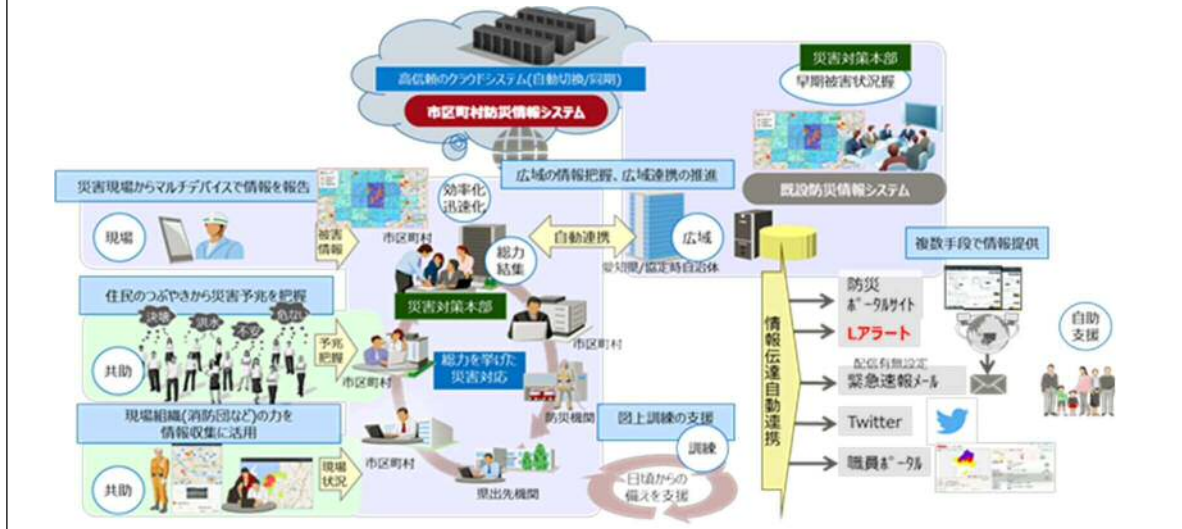 高信頼のクラウドシステム(自動切換/同期)
市区町村防災情報システム
災害対策本部
早期被害状況握
既設防災情報システム
災害現場からマルチデバイスで情報を報告
現場
被害
情報
市区町村
効率化
迅速化
総力
結集
災害対策本部
広域の情報把握、広域連携の推進
自動連携
広域
愛知県/協定時自治体
住民のつぶやきから災害予兆を把握
決壊
洪水
不安
危ない
共助
予兆
把握
市区町村
総力を挙げた
災害対応
市区町村
防災機関
現場組織(消防団など)の力を
情報収集に活用
共助
現場
状況
市区町村
県出先機関
図上訓練の支援
訓練
日頃からの
備えを支援
情報伝達自動連携
複数手段で情報提供
防災
ポータルサイト
Lアラート
配信有無設定
緊急速報メール
Twitter
職員ポータル
自助
支援